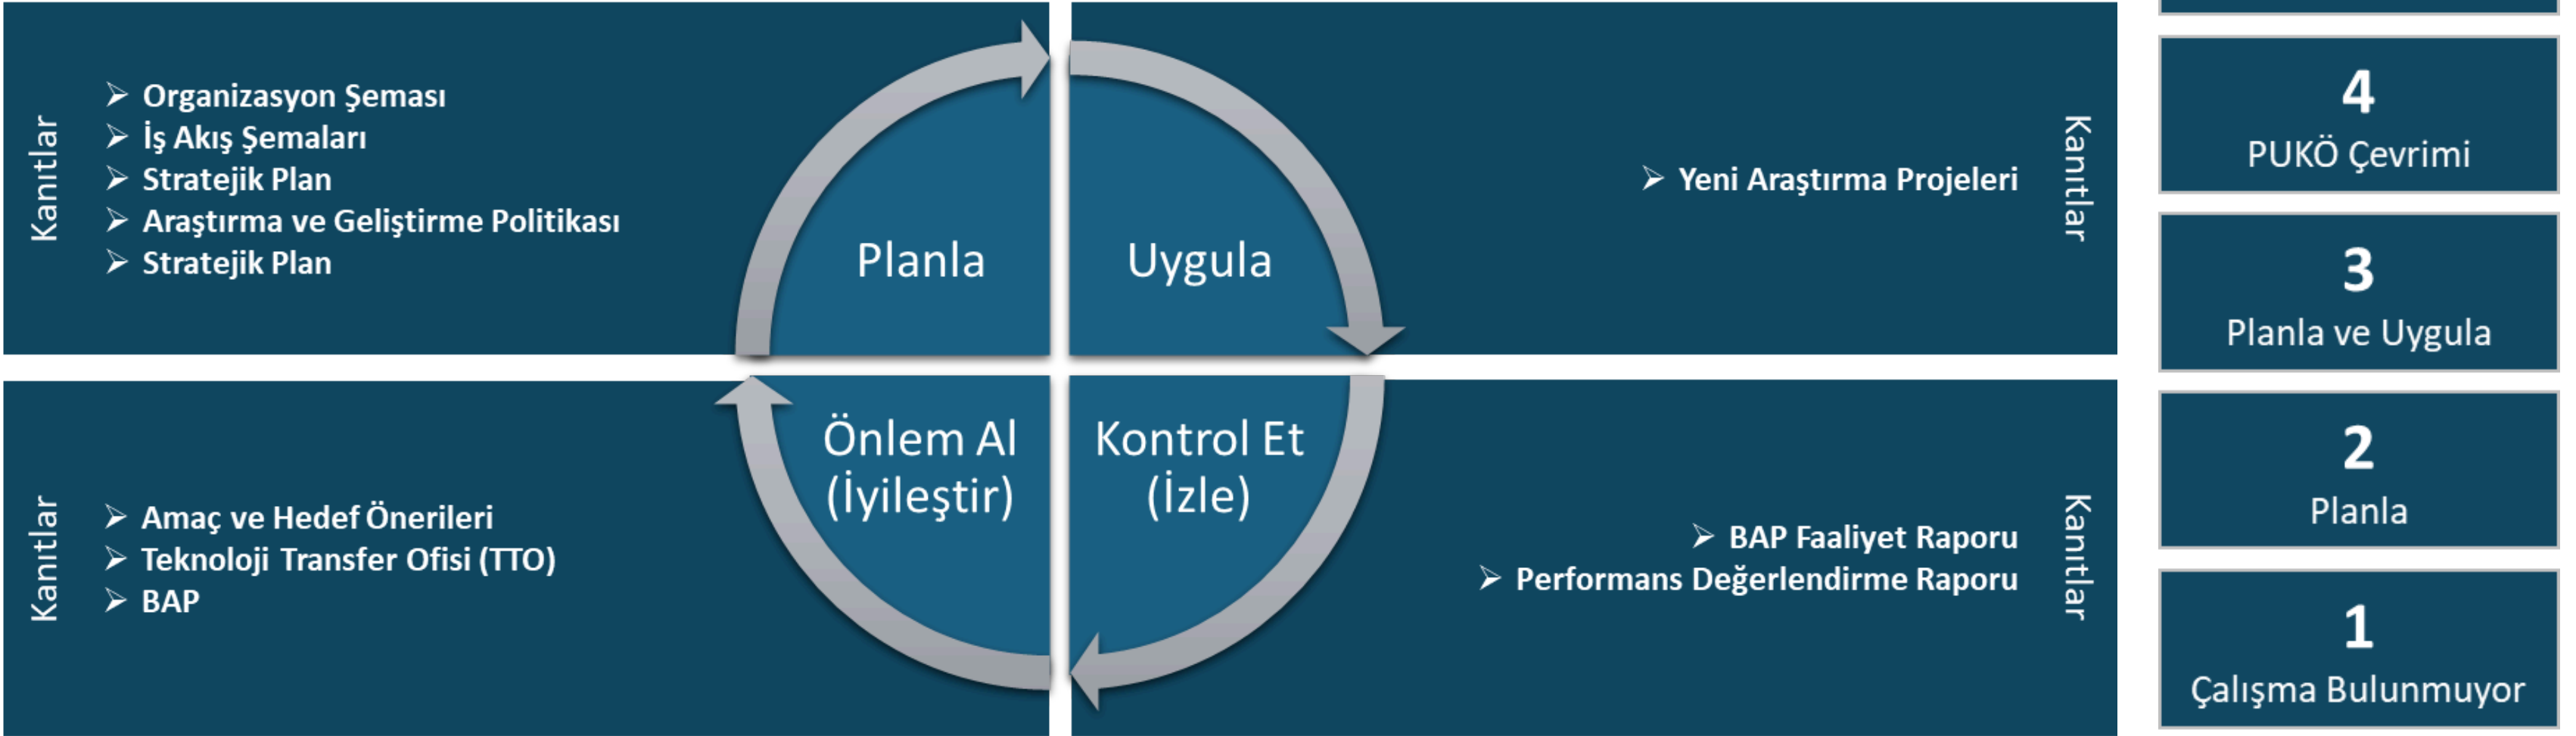 Kanıtlar
Organizasyon Şeması
İş Akış Şemaları
Stratejik Plan
Araştırma ve Geliştirme Politikası
Stratejik Plan
Planla
Uygula
Yeni Araştırma Projeleri
Kanıtlar
Kanıtlar
Amaç ve Hedef Önerileri
Teknoloji Transfer Ofisi (TTO)
BAP
Önlem Al
(İyileştir)
Kontrol Et
(İzle)
BAP Faaliyet Raporu
Performans Değerlendirme Raporu
Kanıtlar
4
PUKÖ Çevrimi
3
Planla ve Uygula
2
Planla
1
Çalışma Bulunmuyor